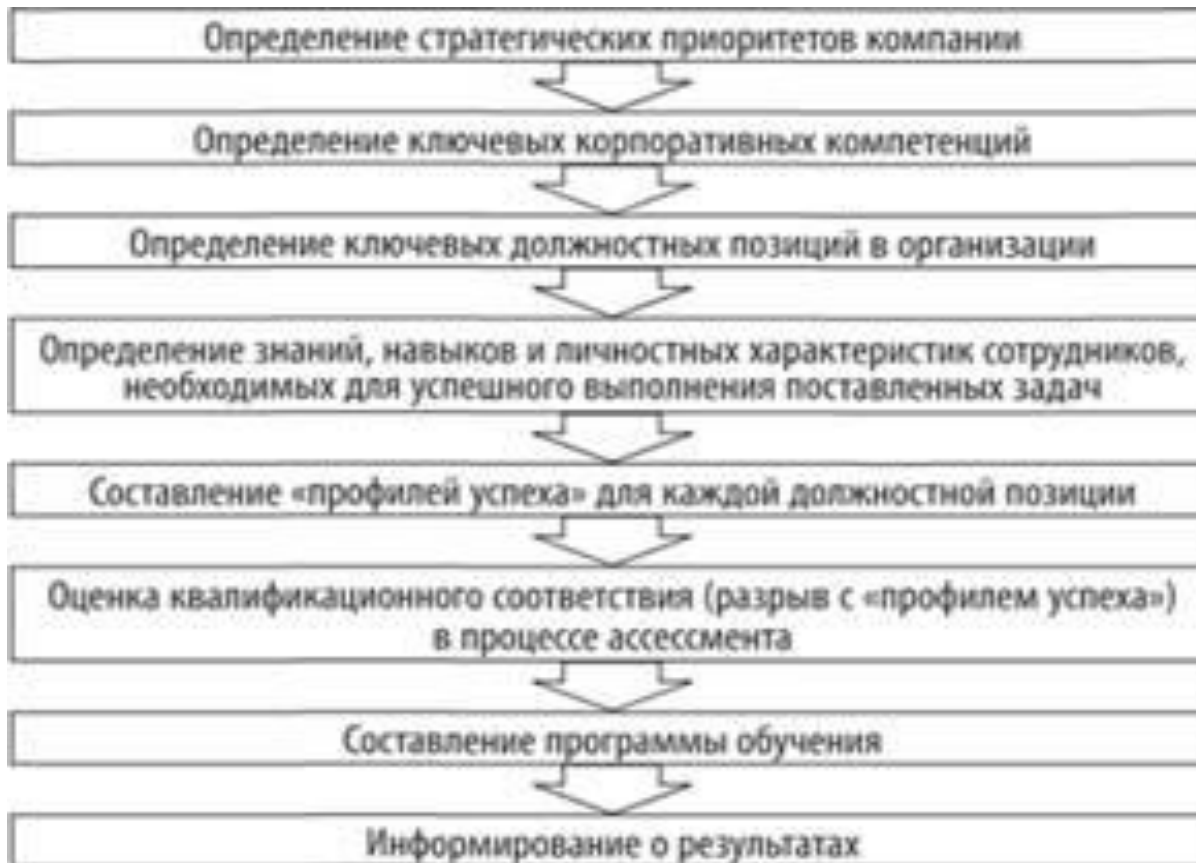 Определение стратегических приоритетов компании
Определение ключевых корпоративных компетенций
Определение ключевых должностных позиций в организации
Определение знаний, навыков и личностных характеристик сотрудников,
необходимых для успешного выполнения поставленных задач
Составление «профилей успеха» для каждой должностной позиции
Оценка квалификационного соответствия (разрыв с «профилем успеха»)
в процессе ассессмента
Составление программы обучения
Информирование о результатах